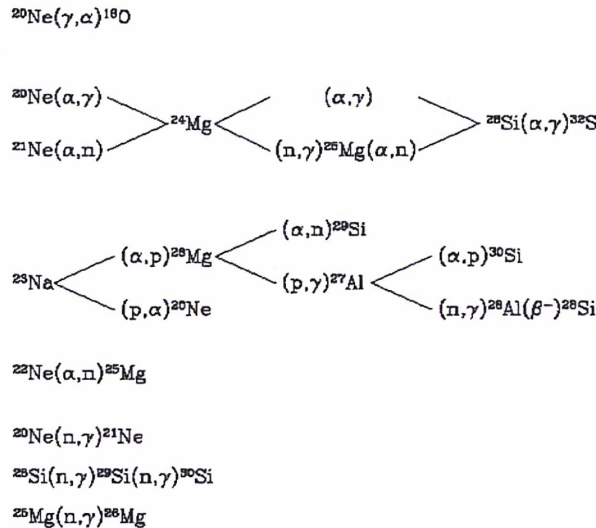 ²⁰Ne(γ,α)¹⁶O
²⁰Ne(α,γ) (α,γ)
²⁴Mg ²⁸Si(α,γ)³²S
²¹Ne(α,n) (n,γ)²⁵Mg(α,n)
(α,n)²⁹Si
(α,p)²⁶Mg (α,p)³⁰Si
²³Na (p,γ)²⁷Al
(p,α)²⁰Ne (n,γ)²⁸Al(β⁻)²⁸Si
²²Ne(α,n)²⁵Mg
²⁰Ne(n,γ)²¹Ne
²⁸Si(n,γ)²⁹Si(n,γ)³⁰Si
²⁵Mg(n,γ)²⁶Mg